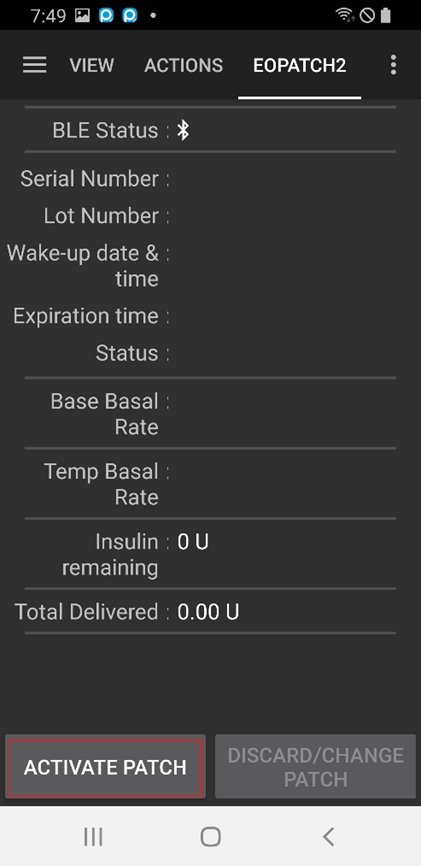 7:49
VIEW ACTIONS EOPATCH2
BLE Status :
Serial Number :
Lot Number :
Wake-up date & :
time
Expiration time :
Status :
Base Basal :
Rate
Temp Basal :
Rate
Insulin : 0 U
remaining
Total Delivered : 0.00 U
ACTIVATE PATCH
DISCARD/CHANGE
PATCH